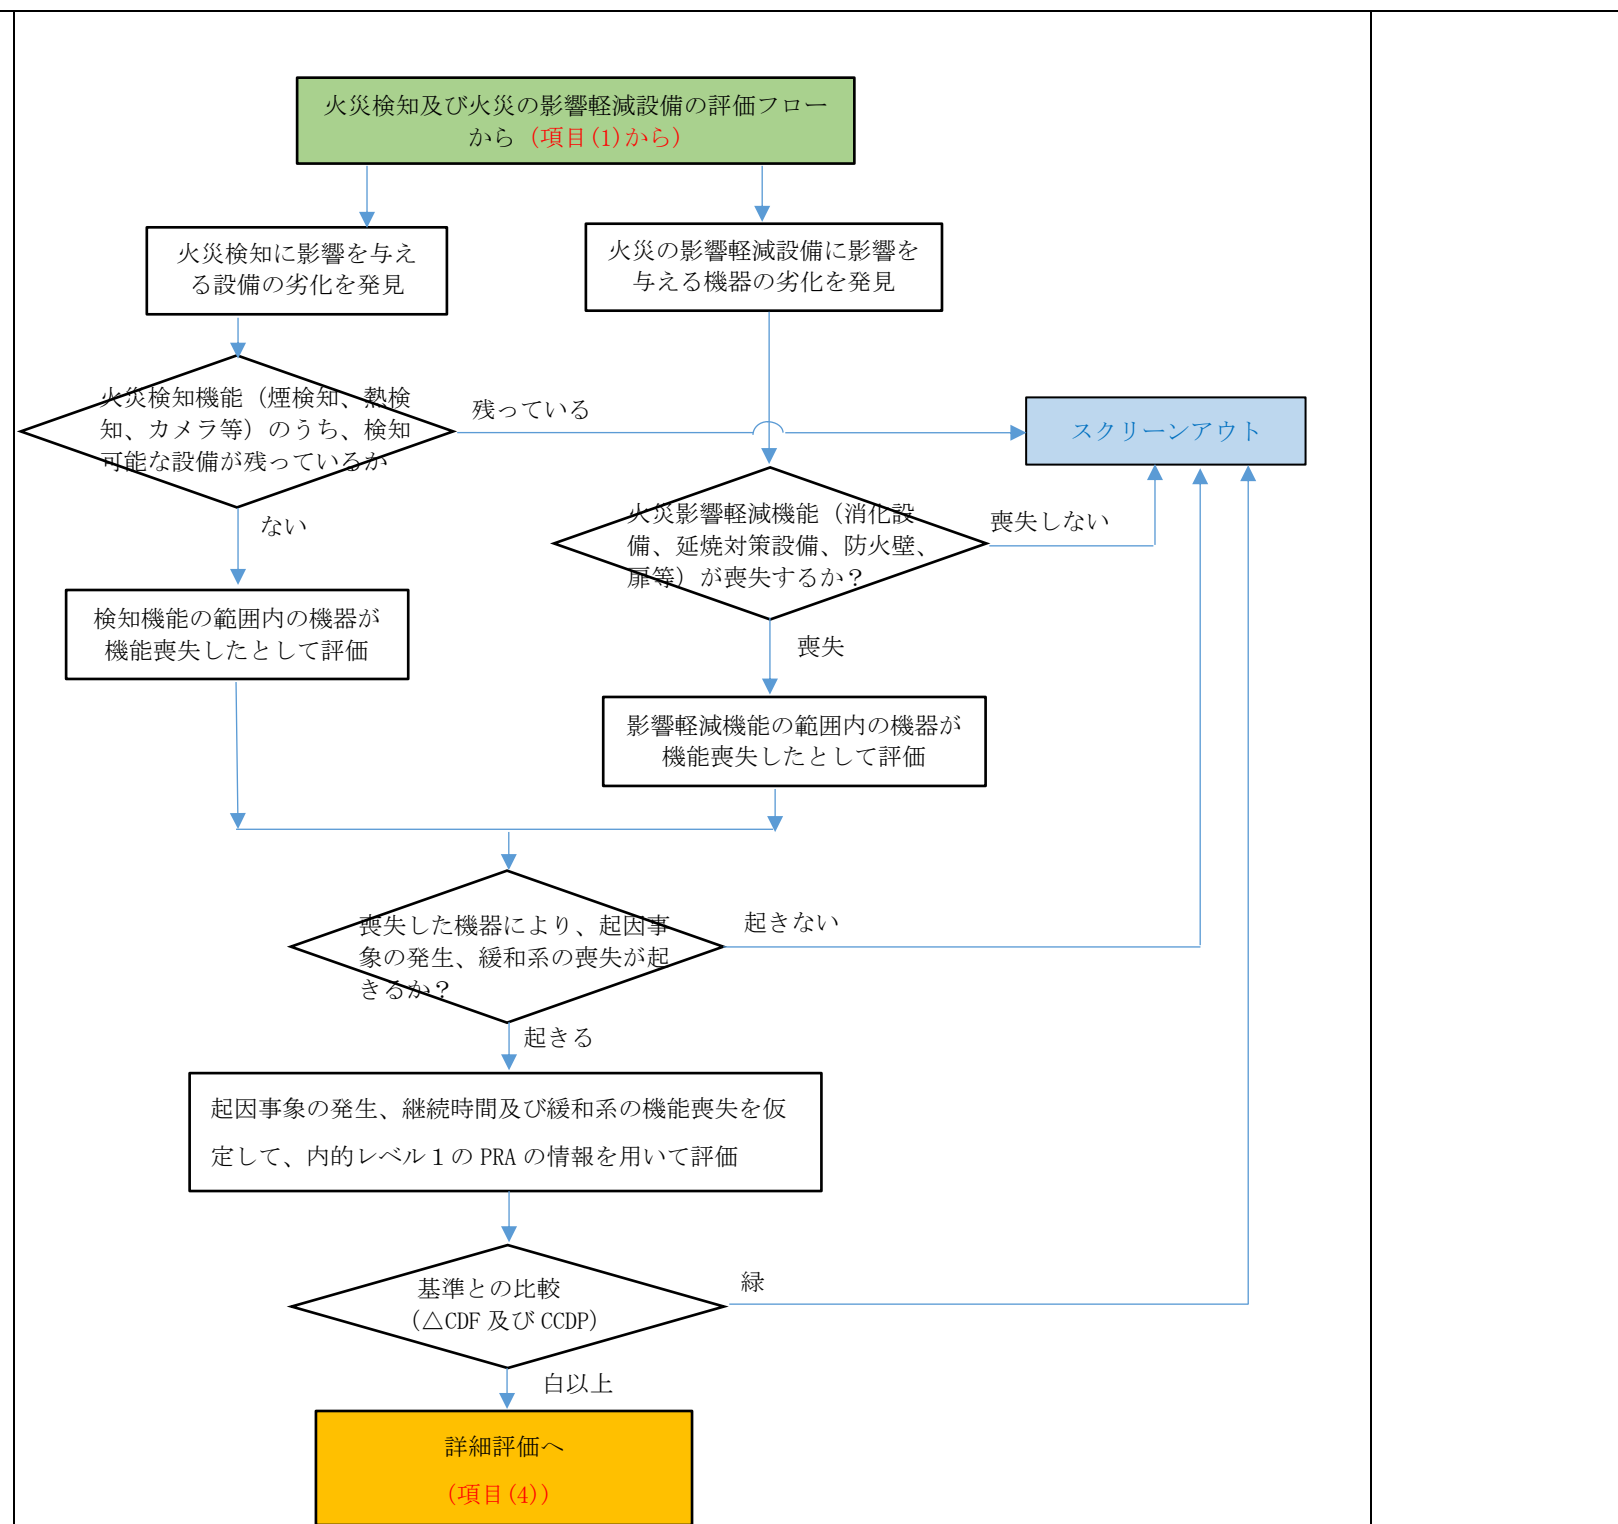 火災検知及び火災の影響軽減設備の評価フロー
から（項目(1)から）
火災検知に影響を与え
る設備の劣化を発見
火災の影響軽減設備に影響を
与える機器の劣化を発見
火災検知機能（煙検知、熱検
知、カメラ等）のうち、検知
可能な設備が残っているか
残っている
スクリーンアウト
ない
火災影響軽減機能（消化設
備、延焼対策設備、防火壁、
扉等）が喪失するか？
喪失しない
検知機能の範囲内の機器が
機能喪失したとして評価
喪失
影響軽減機能の範囲内の機器が
機能喪失したとして評価
喪失した機器により、起因事
象の発生、緩和系の喪失が起
きるか？
起きない
起きる
起因事象の発生、継続時間及び緩和系の機能喪失を仮
定して、内的レベル１の PRA の情報を用いて評価
基準との比較
（△CDF 及び CCDP）
緑
白以上
詳細評価へ
（項目(4)）